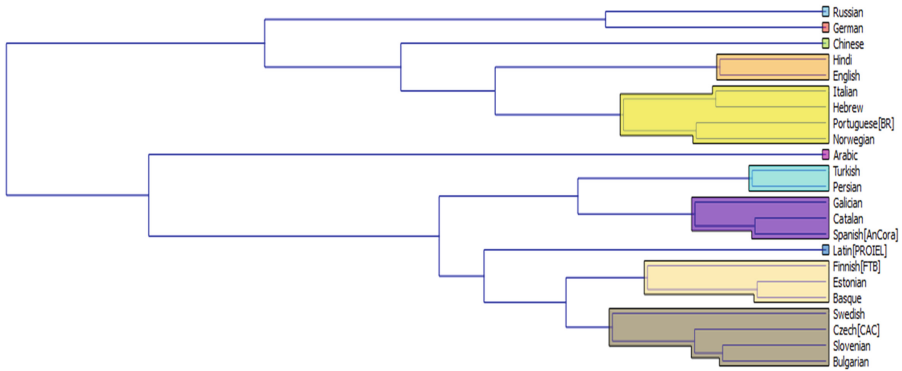 Russian
German
Chinese
Hindi
English
Italian
Hebrew
Portuguese[BR]
Norwegian
Arabic
Turkish
Persian
Galician
Catalan
Spanish[AnCora]
Latin[PROIEL]
Finnish[FTB]
Estonian
Basque
Swedish
Czech[CAC]
Slovenian
Bulgarian